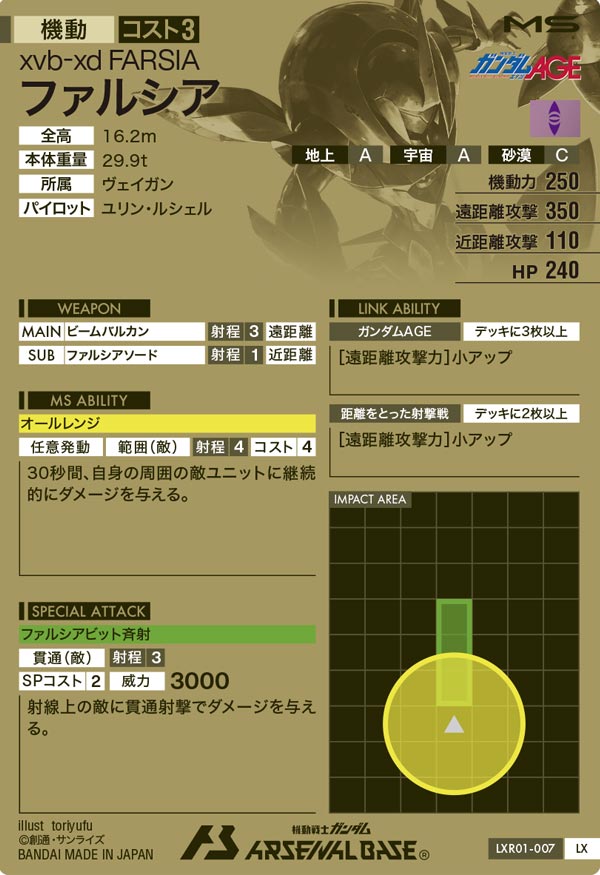 機動 コスト3
MS
xvb-xd FARSIA
ファルシア
機動戦士ガンダムAGE
全高 16.2m
本体重量 29.9t
所属 ヴェイガン
パイロット ユリン・ルシェル
地上 A 宇宙 A 砂漠 C
機動力 250
遠距離攻撃 350
近距離攻撃 110
HP 240
WEAPON
MAIN ビームバルカン 射程 3 遠距離
SUB ファルシアソード 射程 1 近距離
MS ABILITY
オールレンジ
任意発動 範囲(敵) 射程 4 コスト 4
30秒間、自身の周囲の敵ユニットに継続
的にダメージを与える。
SPECIAL ATTACK
ファルシアビット斉射
貫通(敵) 射程 3
SPコスト 2 威力 3000
射線上の敵に貫通射撃でダメージを与え
る。
LINK ABILITY
ガンダムAGE デッキに3枚以上
[遠距離攻撃力]小アップ
距離をとった射撃戦 デッキに2枚以上
[遠距離攻撃力]小アップ
IMPACT AREA
illust toriyufu
©創通・サンライズ
BANDAI MADE IN JAPAN
機動戦士ガンダム
ARSENAL BASE®
LXR01-007 LX